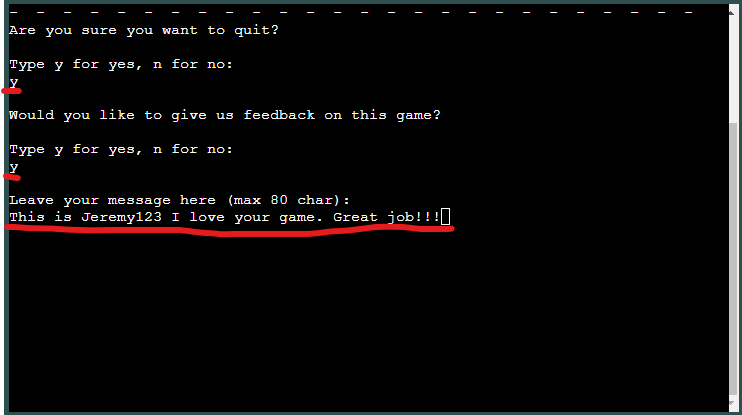 _ _ _ _ _ _ _ _ _ _ _ _ _ _ _ _ _ _ _ _ _ _ _ _ _ _
Are you sure you want to quit?
Type y for yes, n for no:
y
Would you like to give us feedback on this game?
Type y for yes, n for no:
y
Leave your message here (max 80 char):
This is Jeremy123 I love your game. Great job!!!